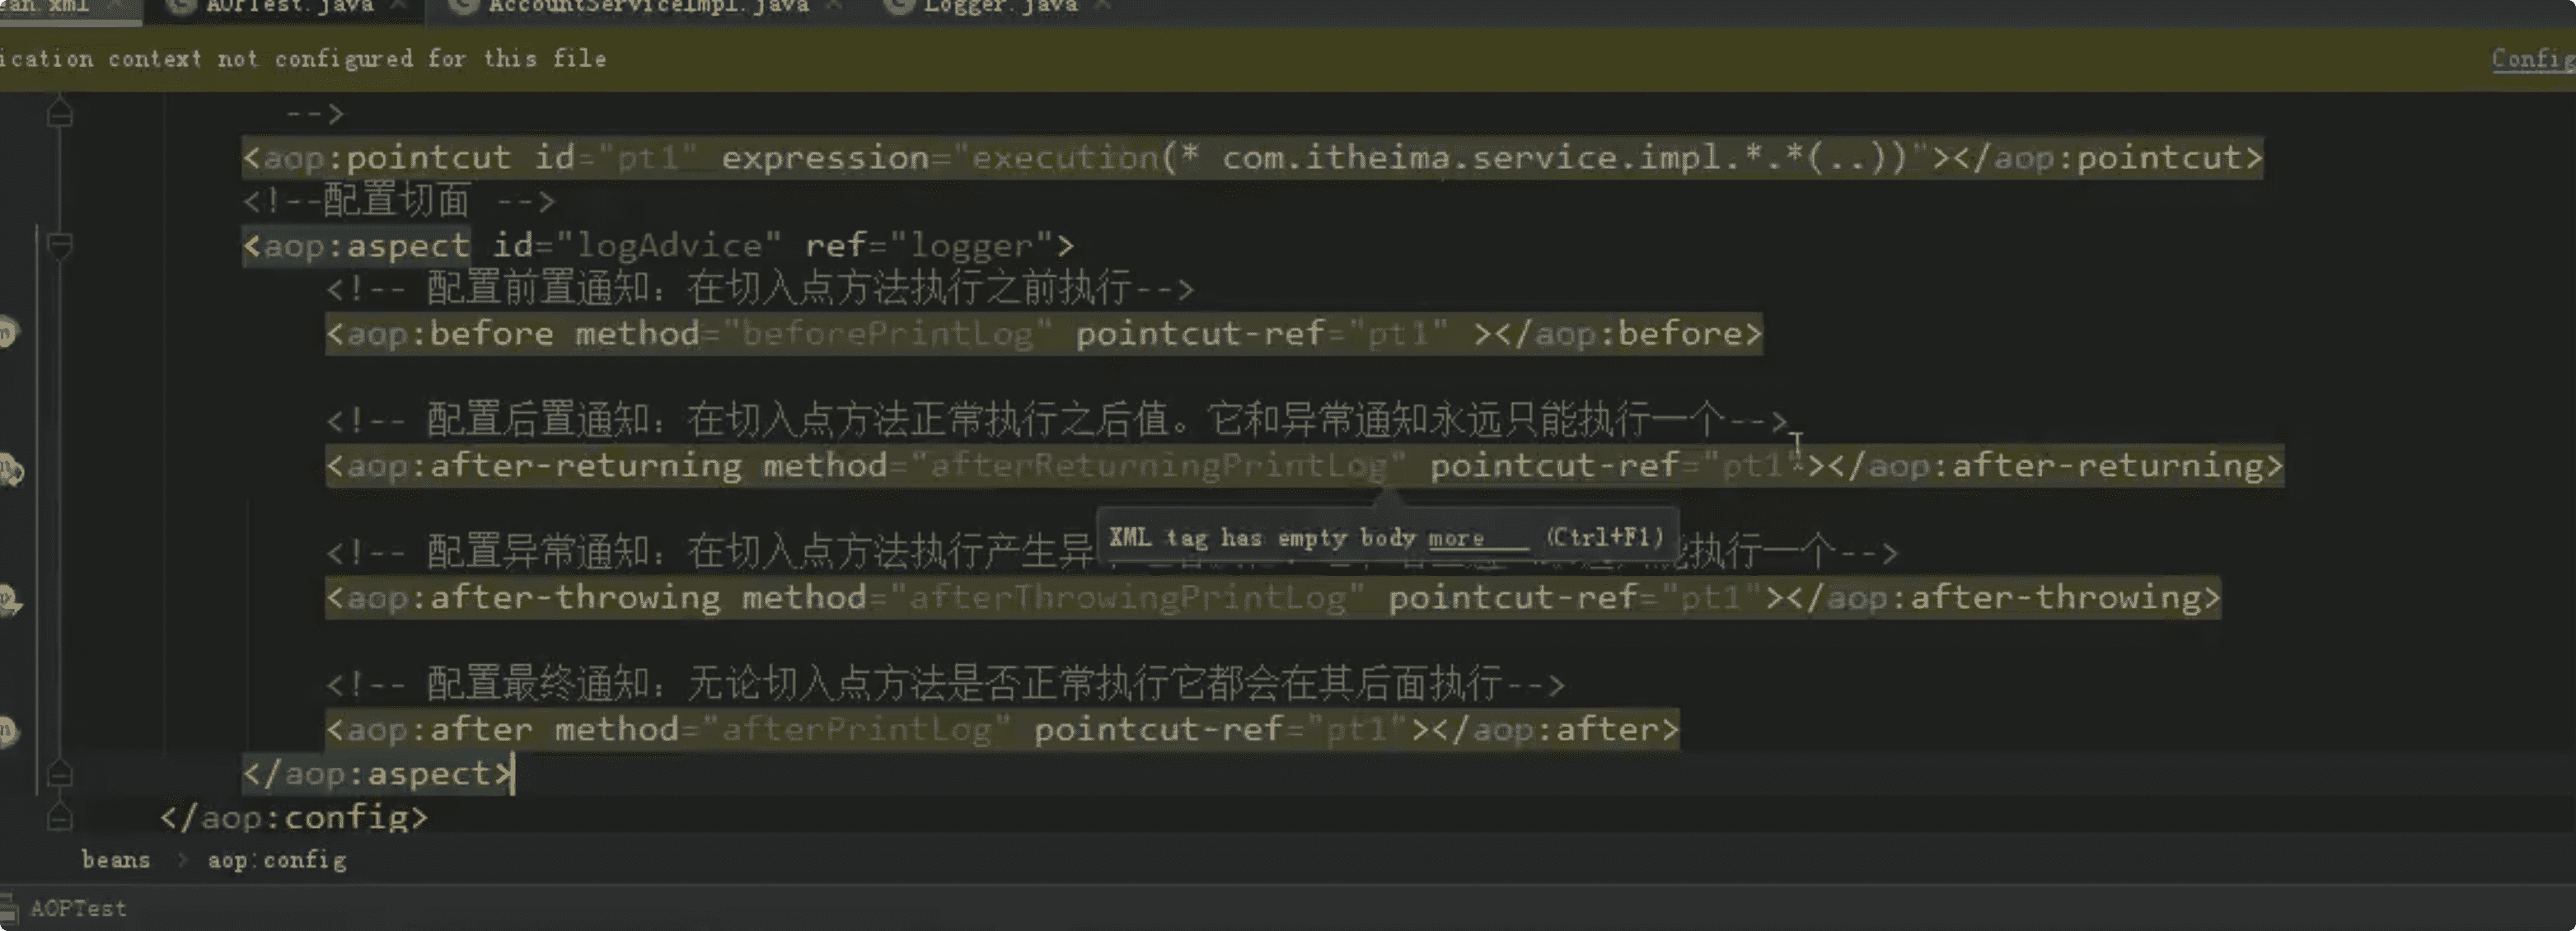 an.xml AOPTest.java AccountServiceImpl.java Logger.java
ication context not configured for this file Config
-->
<aop:pointcut id="pt1" expression="execution(* com.itheima.service.impl.*.*(..))"></aop:pointcut>
<!--配置切面 -->
<aop:aspect id="logAdvice" ref="logger">
<!-- 配置前置通知：在切入点方法执行之前执行-->
<aop:before method="beforePrintLog" pointcut-ref="pt1" ></aop:before>
<!-- 配置后置通知：在切入点方法正常执行之后值。它和异常通知永远只能执行一个-->
<aop:after-returning method="afterReturningPrintLog" pointcut-ref="pt1"></aop:after-returning>
XML tag has empty body more (Ctrl+F1)
<!-- 配置异常通知：在切入点方法执行产生异 执行一个-->
<aop:after-throwing method="afterThrowingPrintLog" pointcut-ref="pt1"></aop:after-throwing>
<!-- 配置最终通知：无论切入点方法是否正常执行它都会在其后面执行-->
<aop:after method="afterPrintLog" pointcut-ref="pt1"></aop:after>
</aop:aspect>
</aop:config>
beans > aop:config
AOPTest